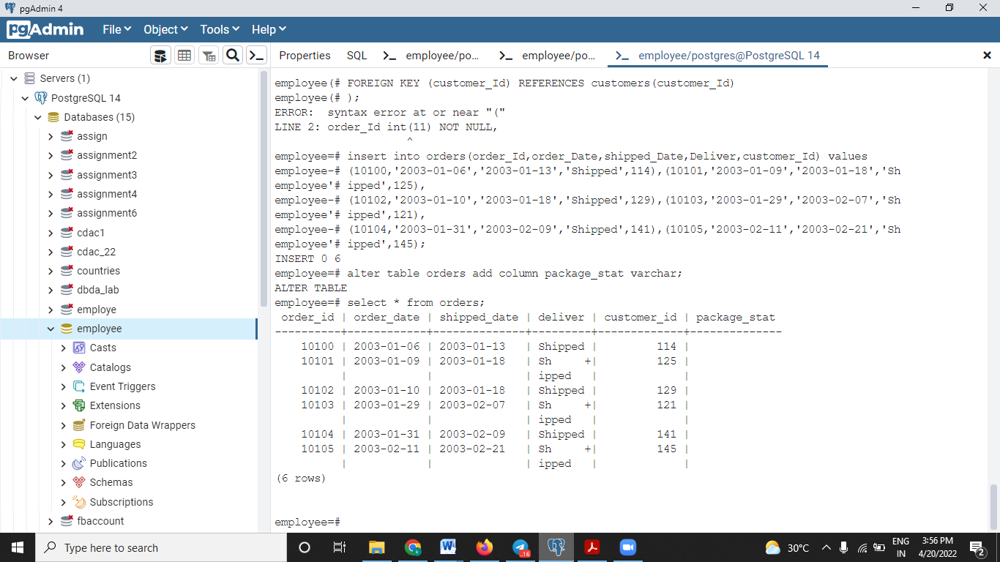 pgAdmin 4
pgAdmin File Object Tools Help
Browser
Properties SQL employee/po... employee/po... employee/postgres@PostgreSQL 14
Servers (1)
PostgreSQL 14
Databases (15)
assign
assignment2
assignment3
assignment4
assignment6
cdac1
cdac_22
countries
dbda_lab
employe
employee
Casts
Catalogs
Event Triggers
Extensions
Foreign Data Wrappers
Languages
Publications
Schemas
Subscriptions
fbaccount
employee(# FOREIGN KEY (customer_Id) REFERENCES customers(customer_Id)
employee(# );
ERROR:  syntax error at or near "("
LINE 2: order_Id int(11) NOT NULL,
^
employee=# insert into orders(order_Id,order_Date,shipped_Date,Deliver,customer_Id) values
employee-# (10100,'2003-01-06','2003-01-13','Shipped',114),(10101,'2003-01-09','2003-01-18','Sh
employee'# ipped',125),
employee-# (10102,'2003-01-10','2003-01-18','Shipped',129),(10103,'2003-01-29','2003-02-07','Sh
employee'# ipped',121),
employee-# (10104,'2003-01-31','2003-02-09','Shipped',141),(10105,'2003-02-11','2003-02-21','Sh
employee'# ipped',145);
INSERT 0 6
employee=# alter table orders add column package_stat varchar;
ALTER TABLE
employee=# select * from orders;
order_id | order_date | shipped_date | deliver | customer_id | package_stat
----------+------------+--------------+---------+-------------+--------------
10100 | 2003-01-06 | 2003-01-13 | Shipped | 114 |
10101 | 2003-01-09 | 2003-01-18 | Sh +| 125 |
| | | ipped | |
10102 | 2003-01-10 | 2003-01-18 | Shipped | 129 |
10103 | 2003-01-29 | 2003-02-07 | Sh +| 121 |
| | | ipped | |
10104 | 2003-01-31 | 2003-02-09 | Shipped | 141 |
10105 | 2003-02-11 | 2003-02-21 | Sh +| 145 |
| | | ipped | |
(6 rows)
employee=#
Type here to search
16
30°C
ENG
IN
3:56 PM
4/20/2022
2